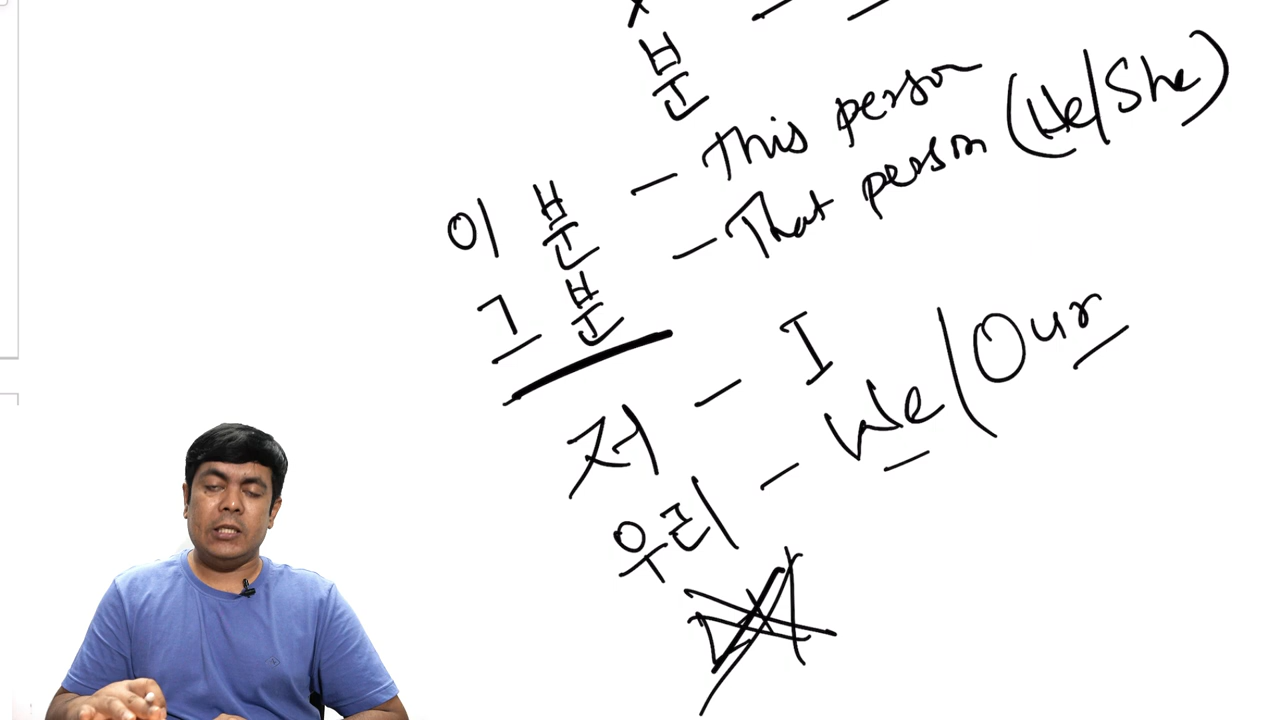 분
이 분 - This person
그 분 - That person (He/She)
저 - I
우리 - We/Our